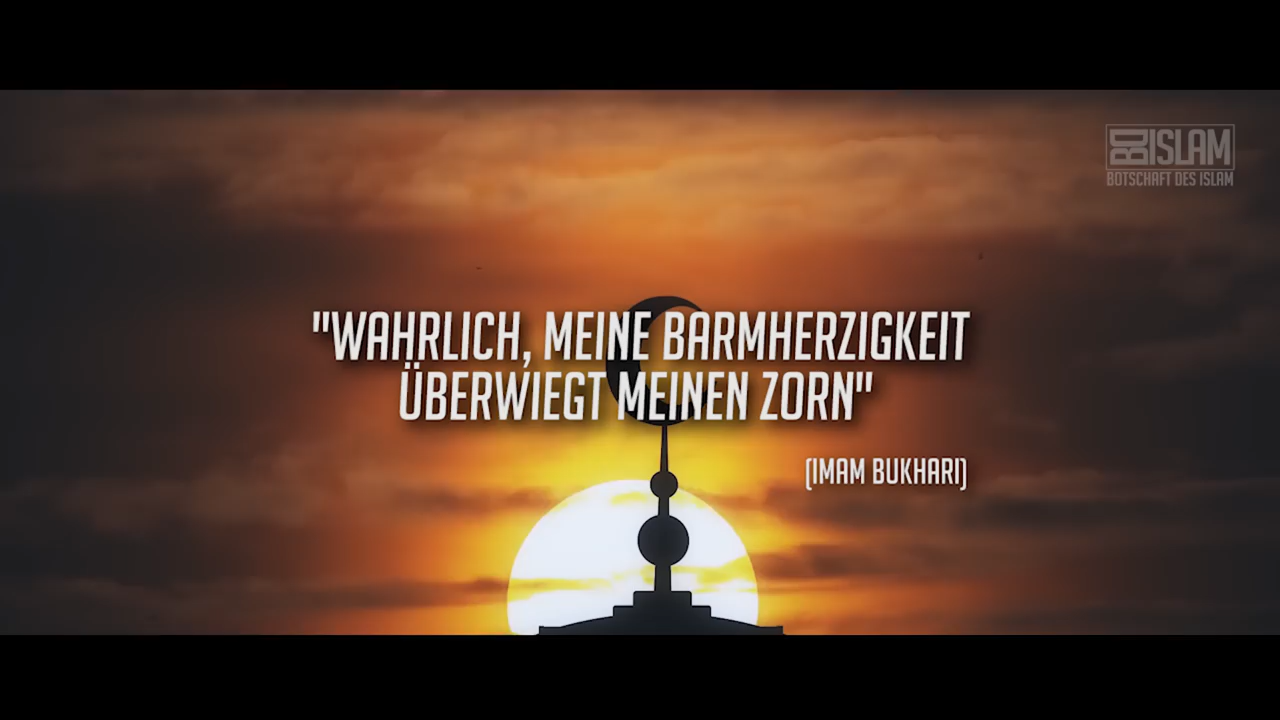 BDI ISLAM
BOTSCHAFT DES ISLAM
"WAHRLICH, MEINE BARMHERZIGKEIT
ÜBERWIEGT MEINEN ZORN"
(IMAM BUKHARI)